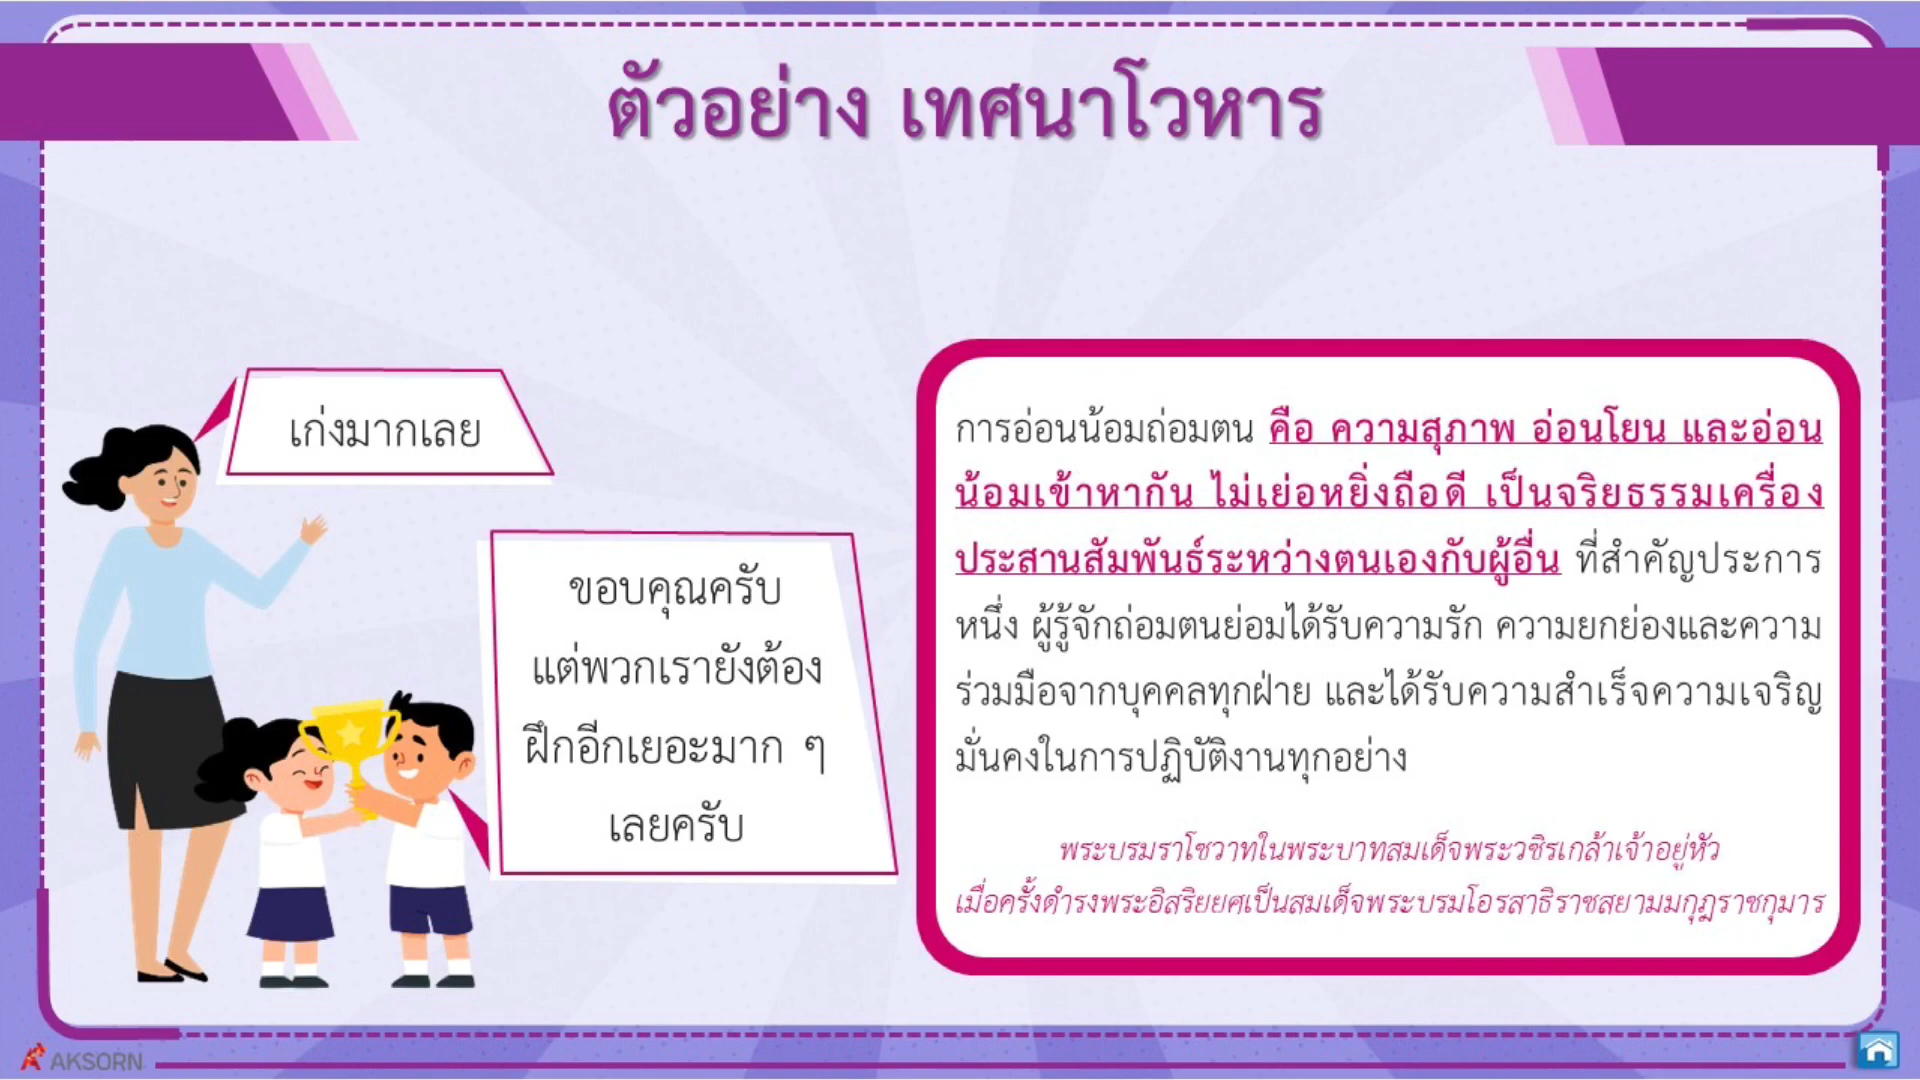 ตัวอย่าง เทศนาโวหาร
เก่งมากเลย
ขอบคุณครับ
แต่พวกเรายังต้อง
ฝึกอีกเยอะมาก ๆ
เลยครับ
การอ่อนน้อมถ่อมตน คือ ความสุภาพ อ่อนโยน และอ่อน
น้อมเข้าหากัน ไม่เย่อหยิ่งถือดี เป็นจริยธรรมเครื่อง
ประสานสัมพันธ์ระหว่างตนเองกับผู้อื่น ที่สำคัญประการ
หนึ่ง ผู้รู้จักถ่อมตนย่อมได้รับความรัก ความยกย่องและความ
ร่วมมือจากบุคคลทุกฝ่าย และได้รับความสำเร็จความเจริญ
มั่นคงในการปฏิบัติงานทุกอย่าง
พระบรมราโชวาทในพระบาทสมเด็จพระวชิรเกล้าเจ้าอยู่หัว
เมื่อครั้งดำรงพระอิสริยยศเป็นสมเด็จพระบรมโอรสาธิราชสยามมกุฎราชกุมาร
AKSORN